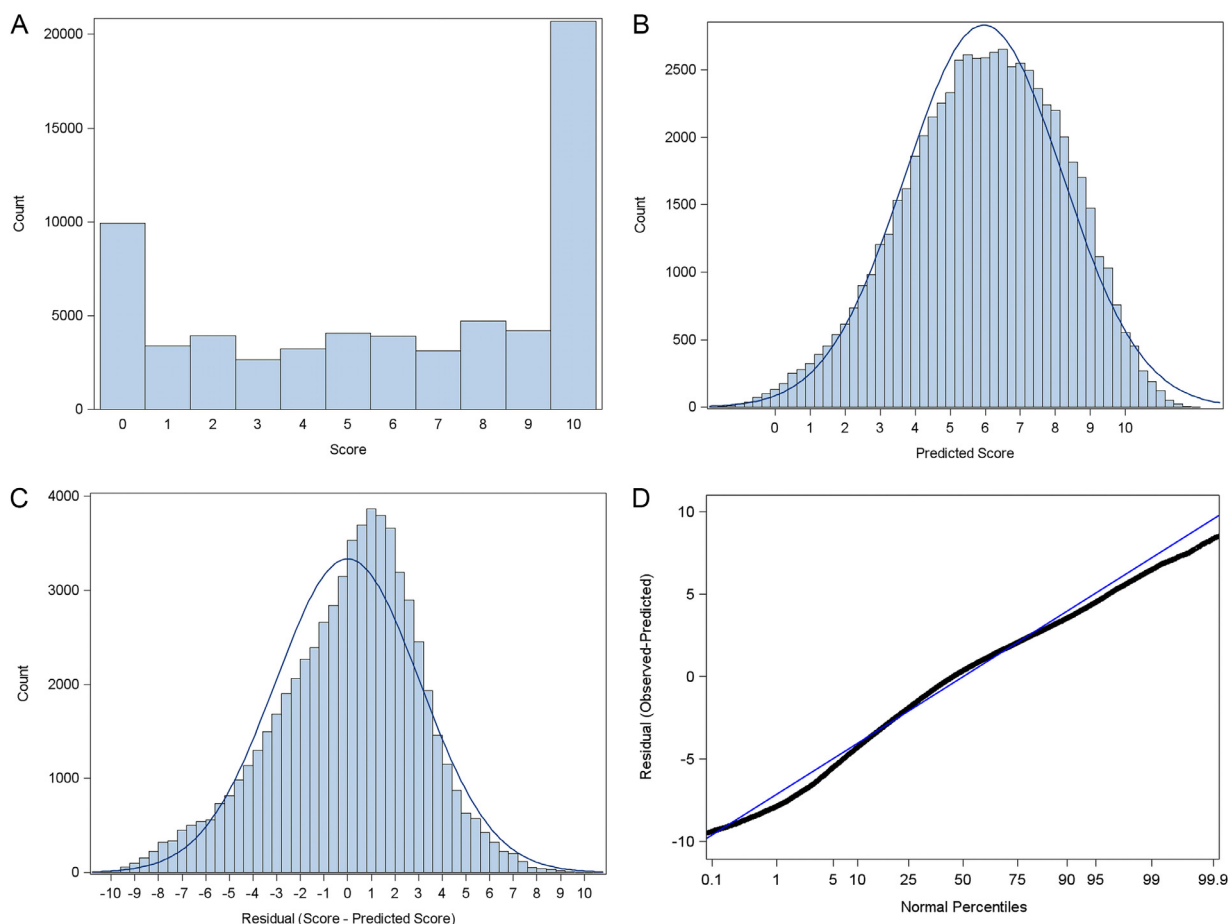 A
20000
15000
10000
5000
0
Count
0 1 2 3 4 5 6 7 8 9 10
Score
B
2500
2000
1500
1000
500
0
Count
0 1 2 3 4 5 6 7 8 9 10
Predicted Score
C
4000
3000
2000
1000
0
Count
-10 -9 -8 -7 -6 -5 -4 -3 -2 -1 0 1 2 3 4 5 6 7 8 9 10
Residual (Score - Predicted Score)
D
10
5
0
-5
-10
Residual (Observed-Predicted)
0.1 1 5 10 25 50 75 90 95 99 99.9
Normal Percentiles